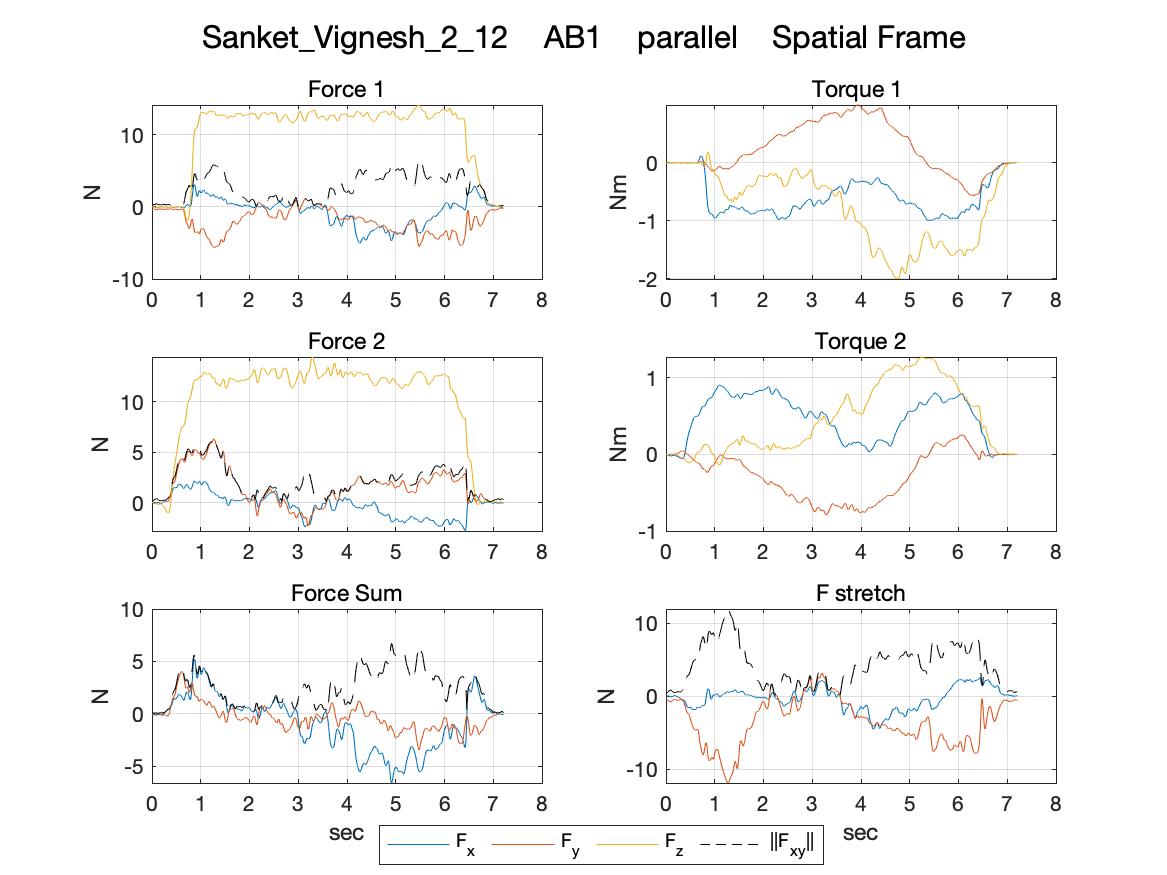 Sanket_Vignesh_2_12 AB1 parallel Spatial Frame
Force 1
Torque 1
10
0
-10
N
0 1 2 3 4 5 6 7 8
0
-1
-2
Nm
0 1 2 3 4 5 6 7 8
Force 2
Torque 2
10
5
0
N
0 1 2 3 4 5 6 7 8
1
0
-1
Nm
0 1 2 3 4 5 6 7 8
Force Sum
F stretch
10
5
0
-5
N
0 1 2 3 4 5 6 7 8
sec
10
0
-10
N
0 1 2 3 4 5 6 7 8
sec
Fx Fy Fz ||Fxy||